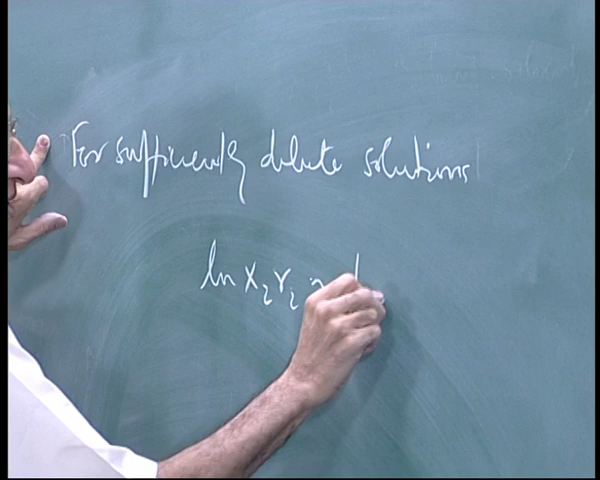 For sufficiently dilute solutions
ln x₂ γ₂ ≈